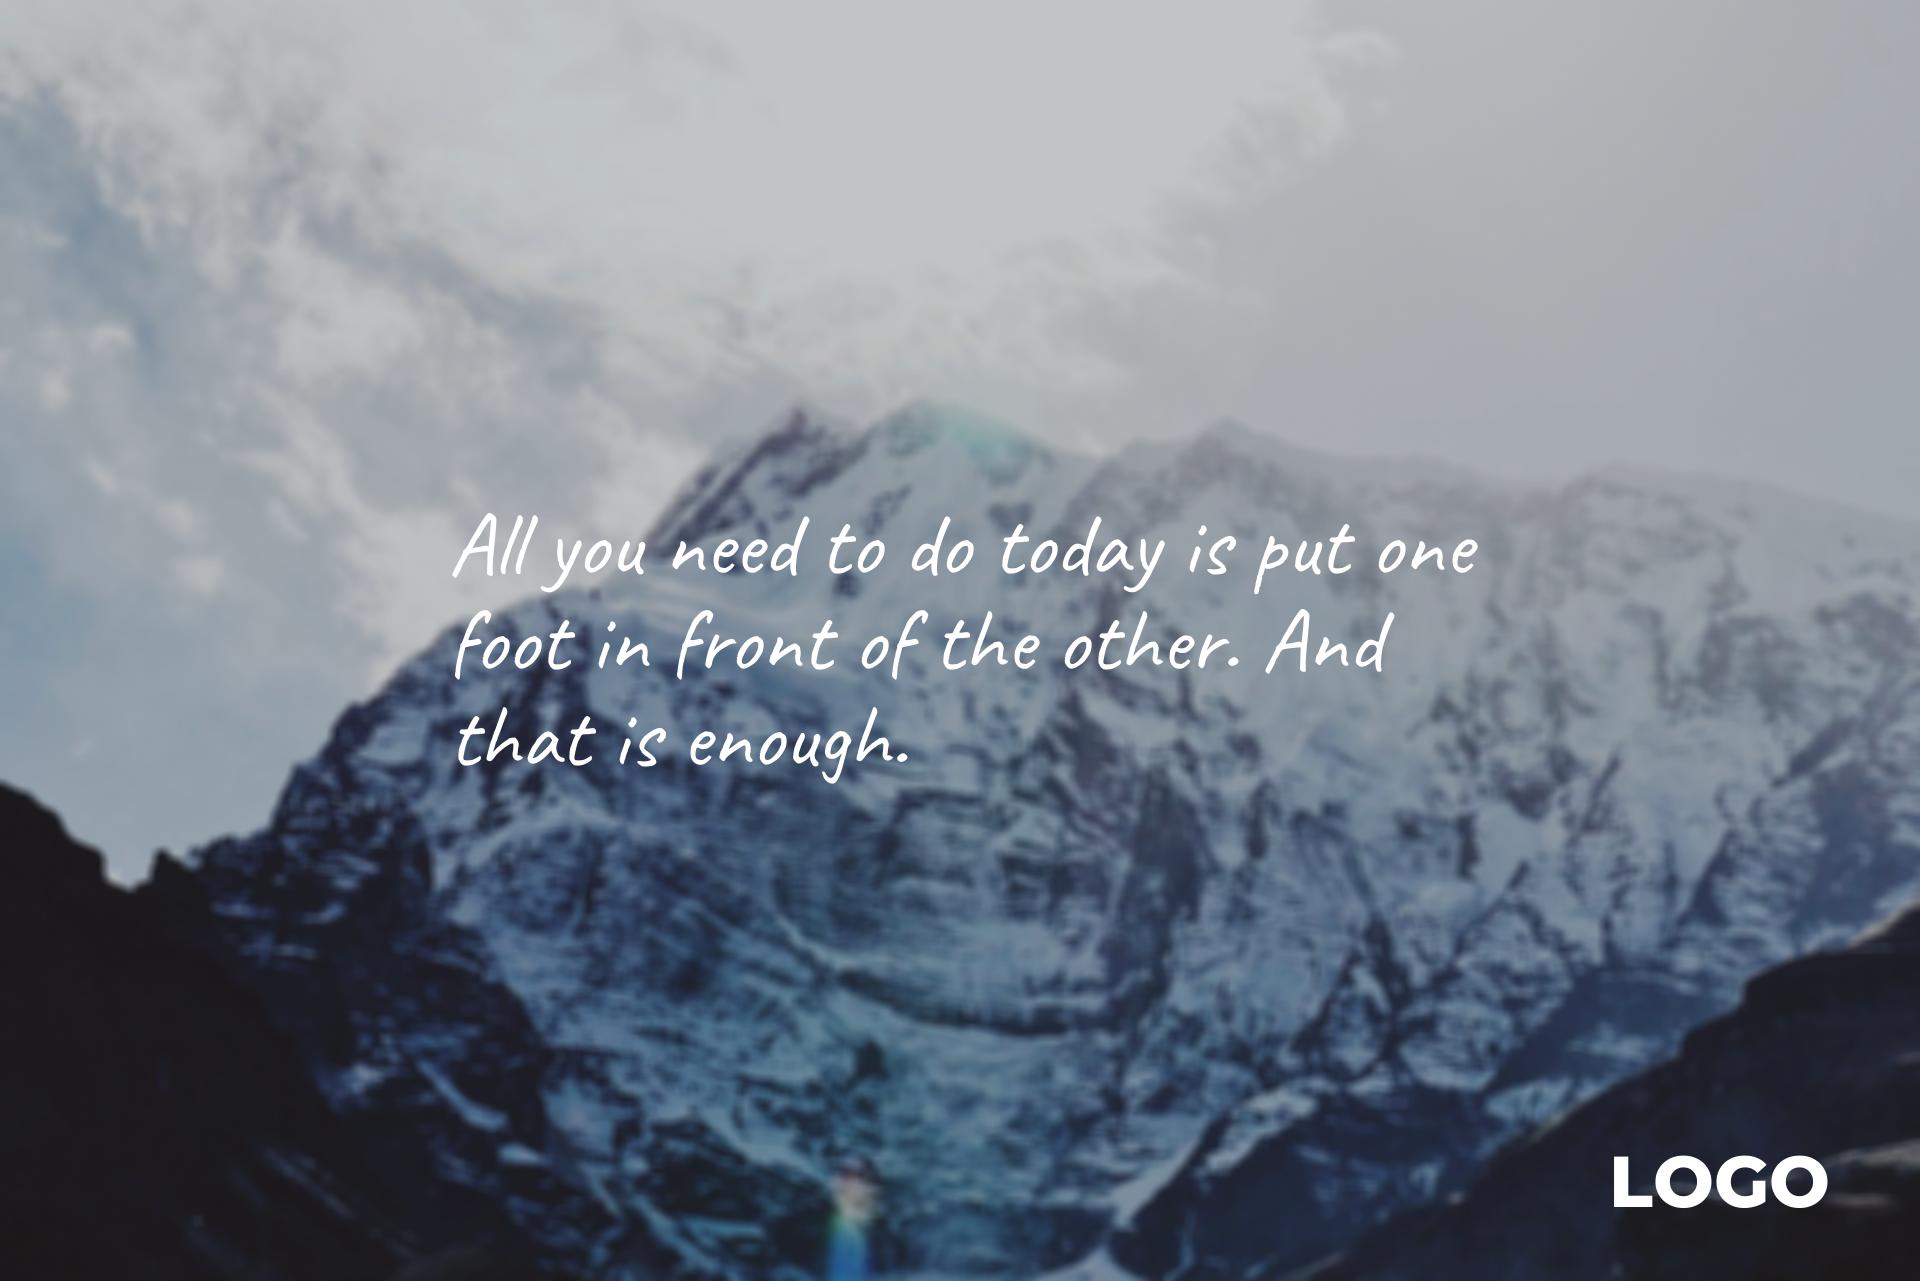 All you need to do today is put one
foot in front of the other. And
that is enough.
LOGO